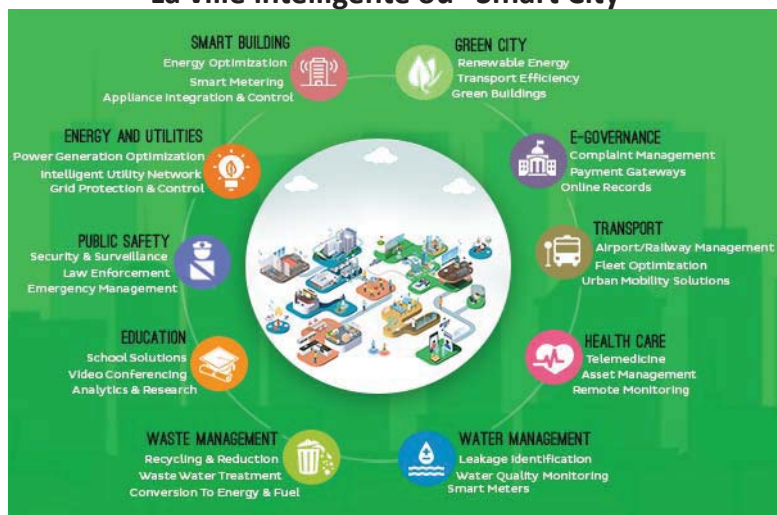 La Ville Intelligente ou "Smart City"
SMART BUILDING
Energy Optimization
Smart Metering
Appliance Integration & Control
GREEN CITY
Renewable Energy
Transport Efficiency
Green Buildings
ENERGY AND UTILITIES
Power Generation Optimization
Intelligent Utility Network
Grid Protection & Control
E-GOVERNANCE
Complaint Management
Payment Gateways
Online Records
PUBLIC SAFETY
Security & Surveillance
Law Enforcement
Emergency Management
TRANSPORT
Airport/Railway Management
Fleet Optimization
Urban Mobility Solutions
EDUCATION
School Solutions
Video Conferencing
Analytics & Research
HEALTH CARE
Telemedicine
Asset Management
Remote Monitoring
WASTE MANAGEMENT
Recycling & Reduction
Waste Water Treatment
Conversion To Energy & Fuel
WATER MANAGEMENT
Leakage Identification
Water Quality Monitoring
Smart Meters